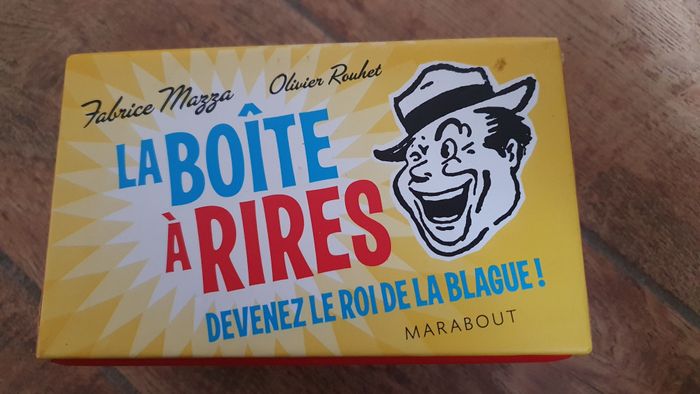 Fabrice Mazza Olivier Rouhet
LA BOÎTE
À RIRES
DEVENEZ LE ROI DE LA BLAGUE !
MARABOUT